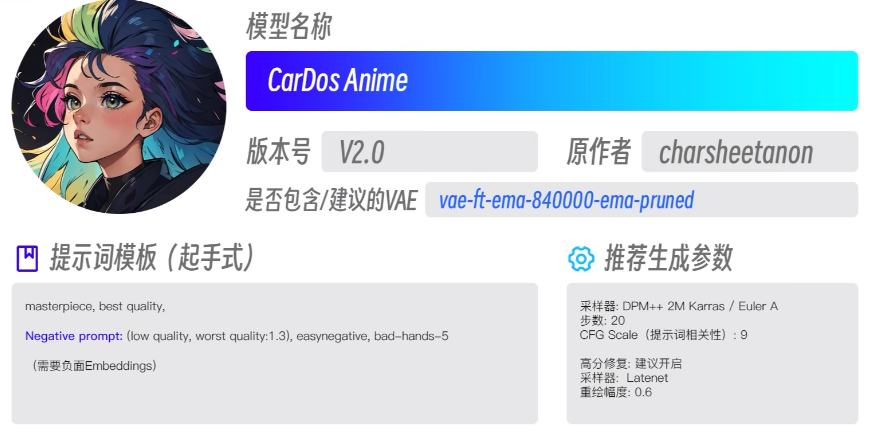 模型名称
CarDos Anime
版本号 V2.0 原作者 charsheetanon
是否包含/建议的VAE vae-ft-ema-840000-ema-pruned
提示词模板（起手式）
masterpiece, best quality,
Negative prompt: (low quality, worst quality:1.3), easynegative, bad-hands-5
（需要负面Embeddings）
推荐生成参数
采样器: DPM++ 2M Karras / Euler A
步数: 20
CFG Scale（提示词相关性）: 9
高分修复: 建议开启
采样器: Latenet
重绘幅度: 0.6